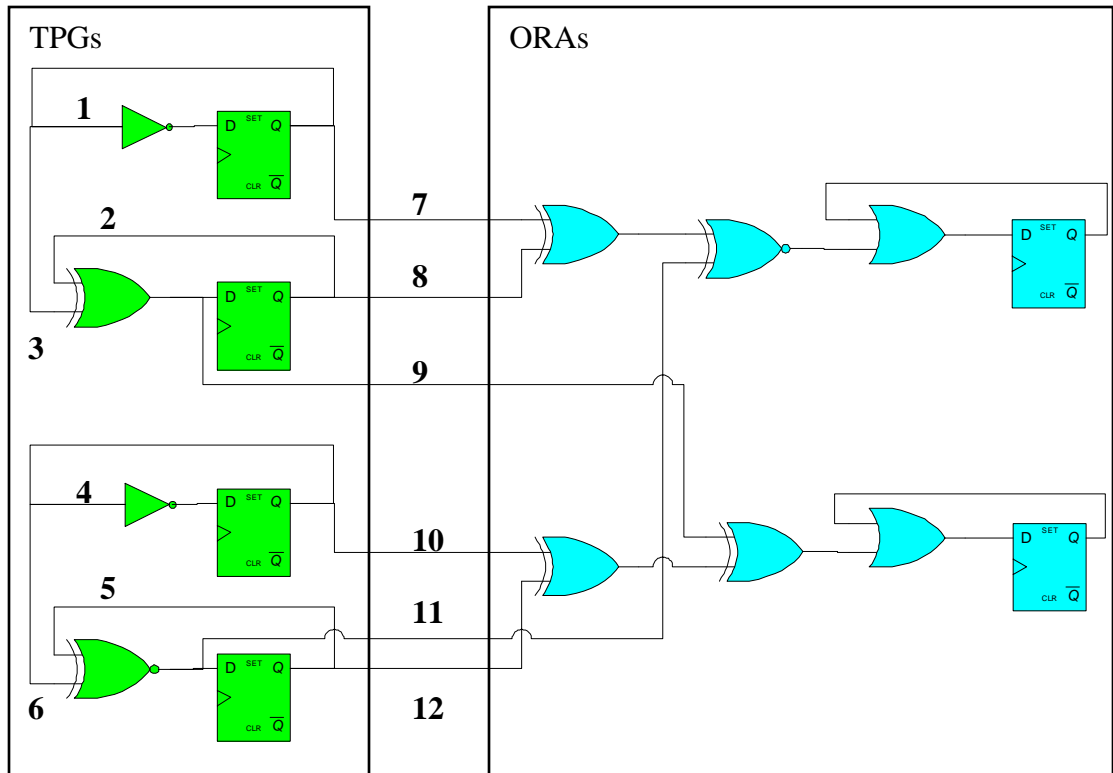 TPGs
ORAs
1
D SET Q
CLR Q̅
2
D SET Q
CLR Q̅
3
4
D SET Q
CLR Q̅
5
D SET Q
CLR Q̅
6
7
8
9
10
11
12
D SET Q
CLR Q̅
D SET Q
CLR Q̅